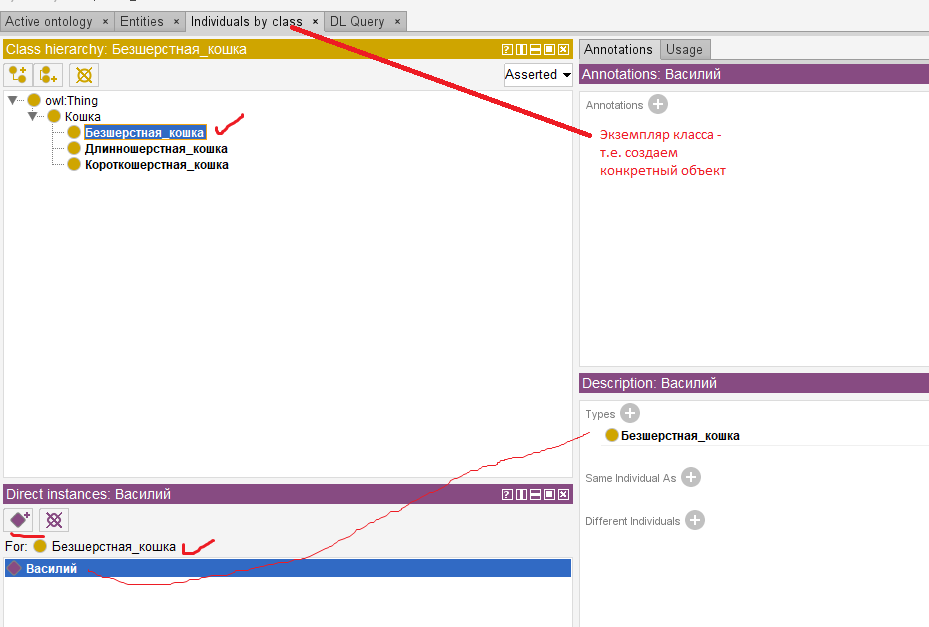 Active ontology × Entities × Individuals by class × DL Query ×
Class hierarchy: Безшерстная_кошка
Asserted
owl:Thing
Кошка
Безшерстная_кошка
Длинношерстная_кошка
Короткошерстная_кошка
Annotations Usage
Annotations: Василий
Annotations
Экземпляр класса -
т.е. создаем
конкретный объект
Direct instances: Василий
For: Безшерстная_кошка
Василий
Description: Василий
Types
Безшерстная_кошка
Same Individual As
Different Individuals